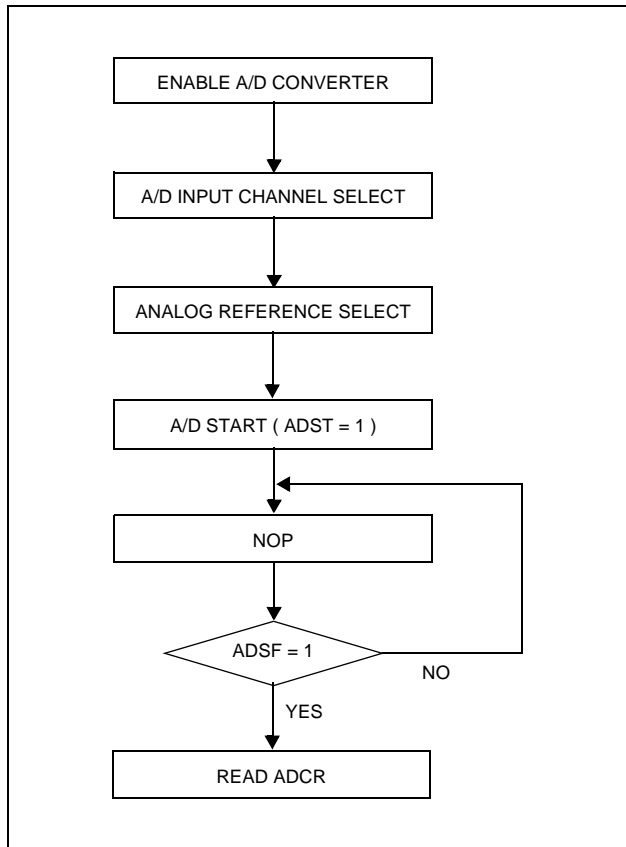 ENABLE A/D CONVERTER
A/D INPUT CHANNEL SELECT
ANALOG REFERENCE SELECT
A/D START ( ADST = 1 )
NOP
ADSF = 1
NO
YES
READ ADCR